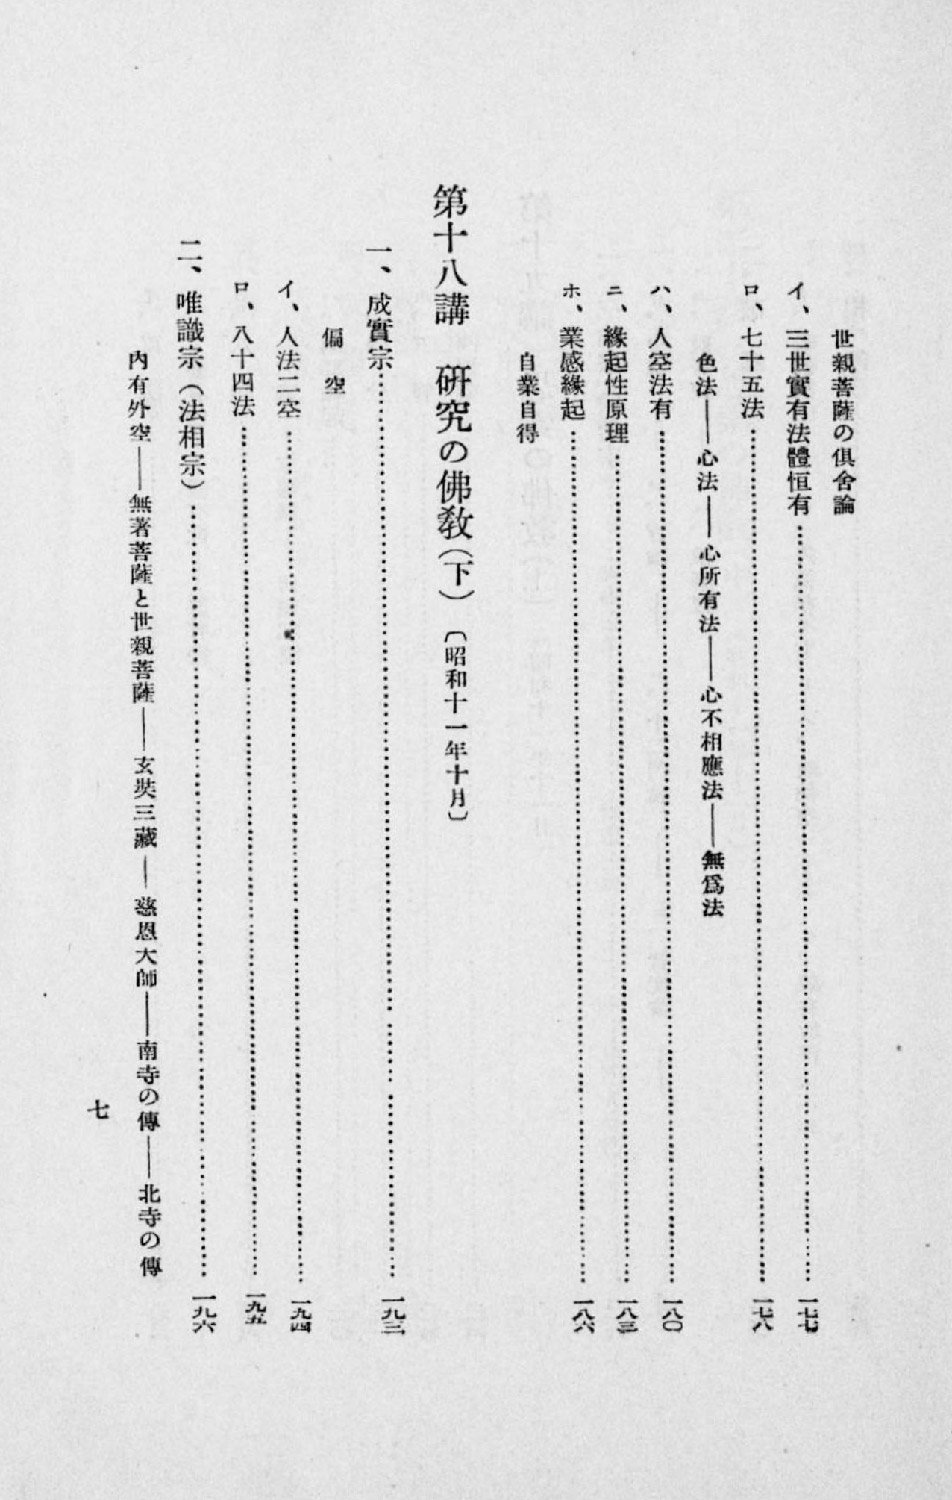 世親菩薩の俱舍論
イ、三世實有法體恒有……………………一七七
ロ、七十五法……………………一七八
色法——心法——心所有法——心不相應法——無爲法
ハ、人空法有……………………一八〇
ニ、緣起性原理……………………一八三
ホ、業感緣起……………………一八六
自業自得
第十八講 硏究の佛敎(下)〔昭和十一年十月〕
一、成實宗……………………一九三
偏空
イ、人法二空……………………一九四
ロ、八十四法……………………一九五
二、唯識宗(法相宗)……………………一九六
内有外空——無著菩薩と世親菩薩——玄奘三藏——慈恩大師——南寺の傳——北寺の傳
七